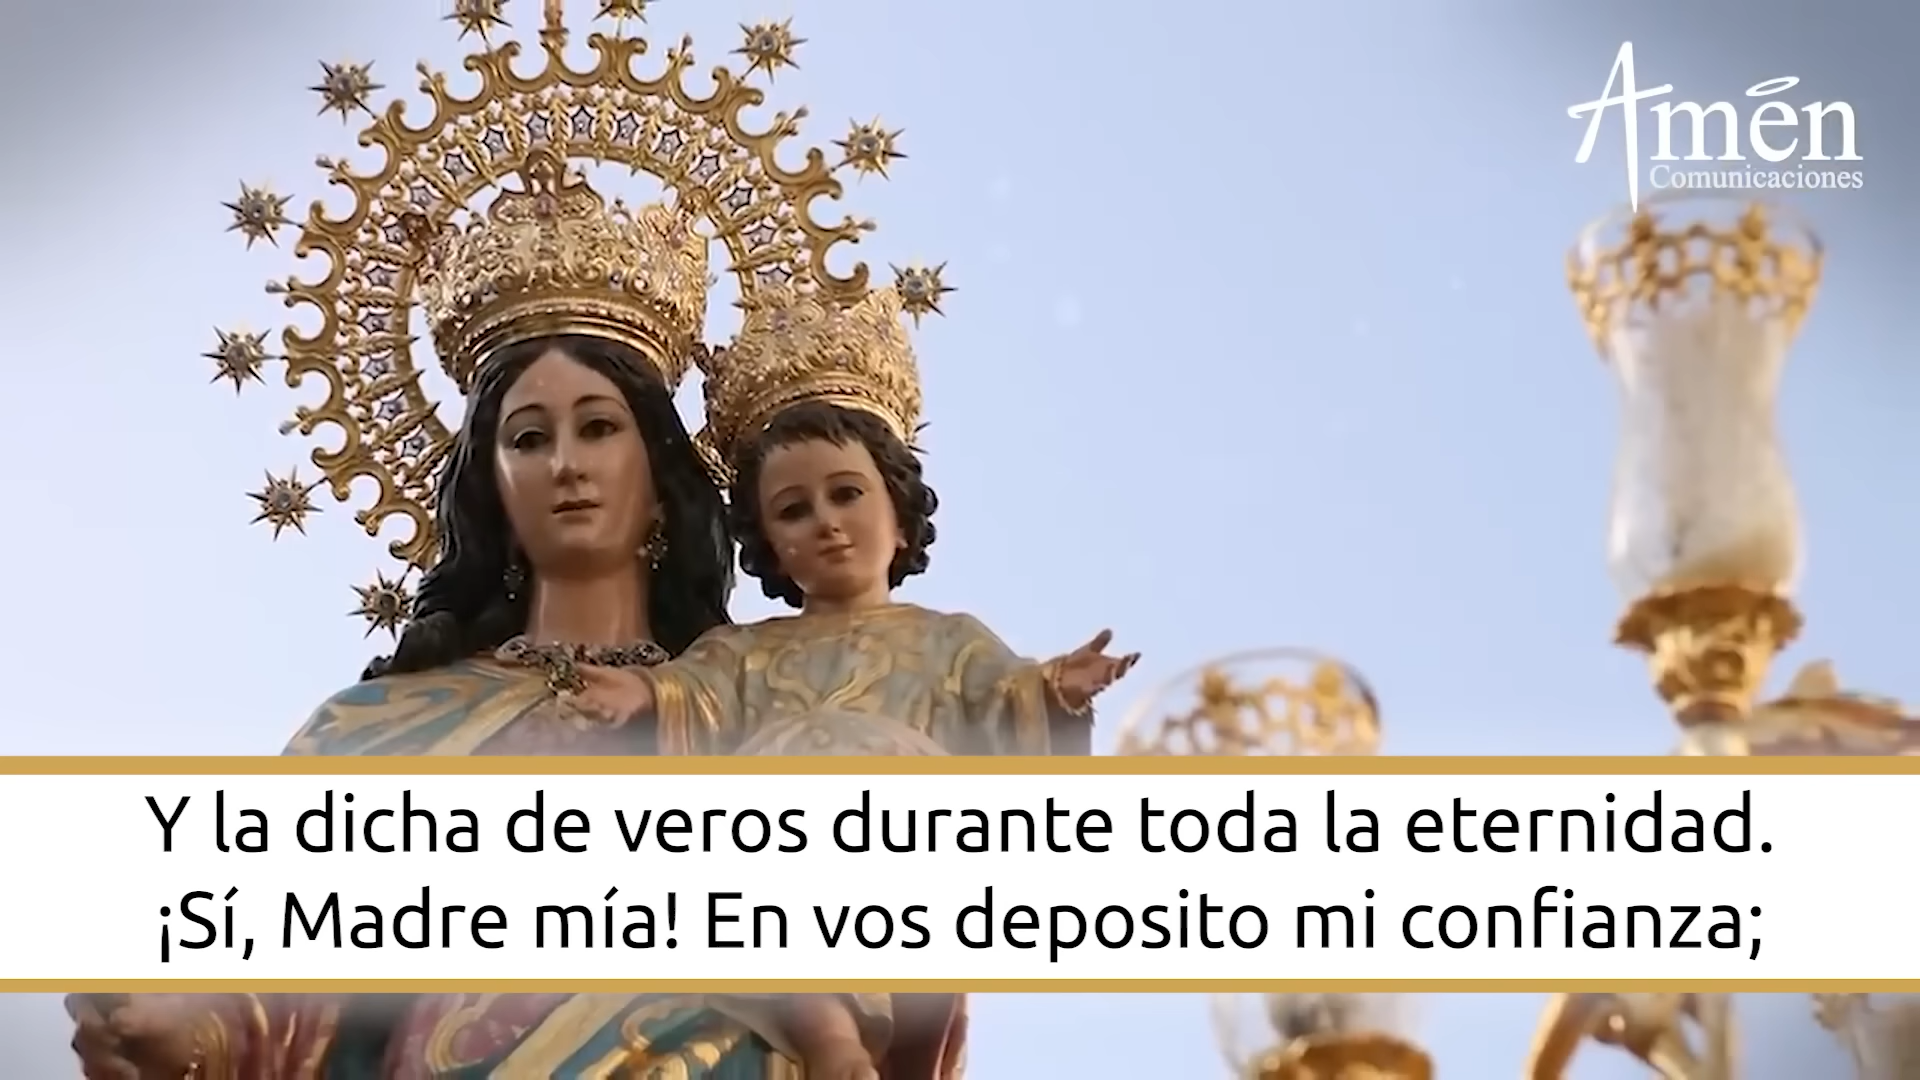 Amén
Comunicaciones
Y la dicha de veros durante toda la eternidad.
¡Sí, Madre mía! En vos deposito mi confianza;